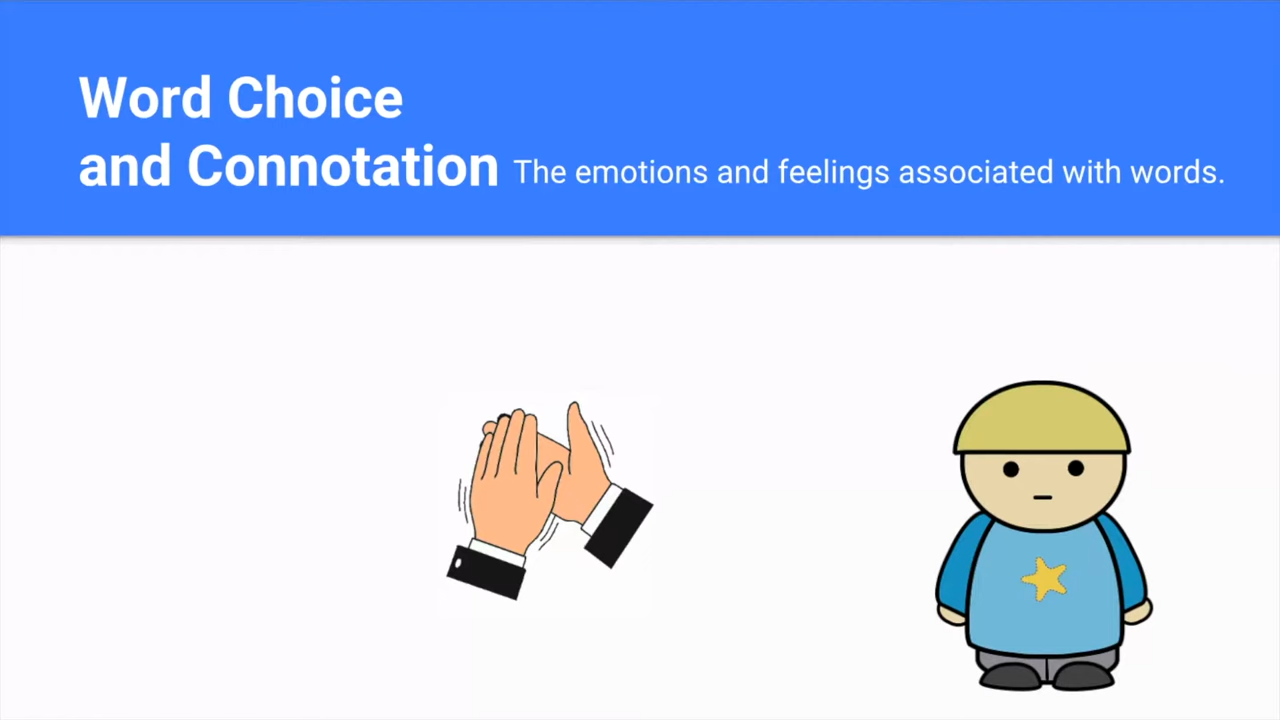 Word Choice
and Connotation The emotions and feelings associated with words.